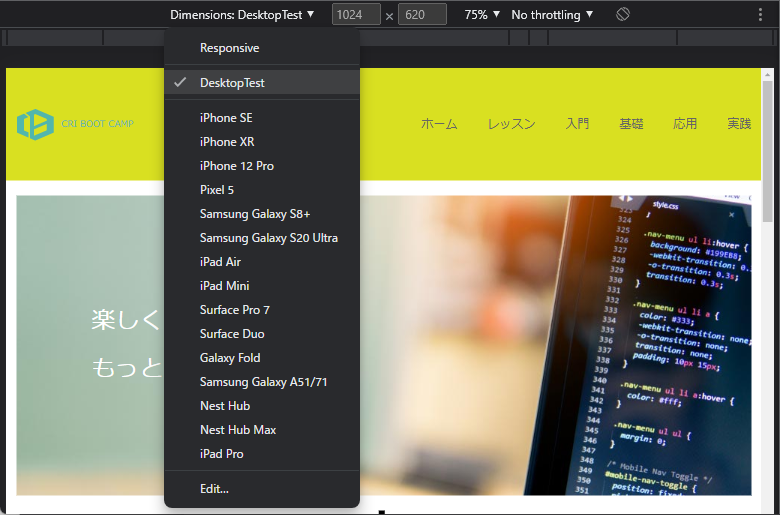 Dimensions: DesktopTest ▼ 1024 × 620 75% ▼ No throttling ▼
Responsive
DesktopTest
iPhone SE
iPhone XR
iPhone 12 Pro
Pixel 5
Samsung Galaxy S8+
Samsung Galaxy S20 Ultra
iPad Air
iPad Mini
Surface Pro 7
Surface Duo
Galaxy Fold
Samsung Galaxy A51/71
Nest Hub
Nest Hub Max
iPad Pro
Edit...
CRI BOOT CAMP
ホーム レッスン 入門 基礎 応用 実践
楽しく
もっと
style.css
324 ;
325
326 .nav-menu ul li:hover {
327 background: #199EB8;
328 -webkit-transition: 0.
329 -o-transition: 0.3s;
330 transition: 0.3s;
331 }
332
333 .nav-menu ul li a {
334 color: #333;
335 -webkit-transition: none;
336 -o-transition: none;
337 transition: none;
338 padding: 10px 15px;
339 }
340
341 .nav-menu ul li a:hover {
342 color: #fff;
343 }
344
345 .nav-menu ul ul {
346 margin: 0;
347 }
348
349 /* Mobile Nav Toggle */
350 #mobile-nav-toggle {
351 position: